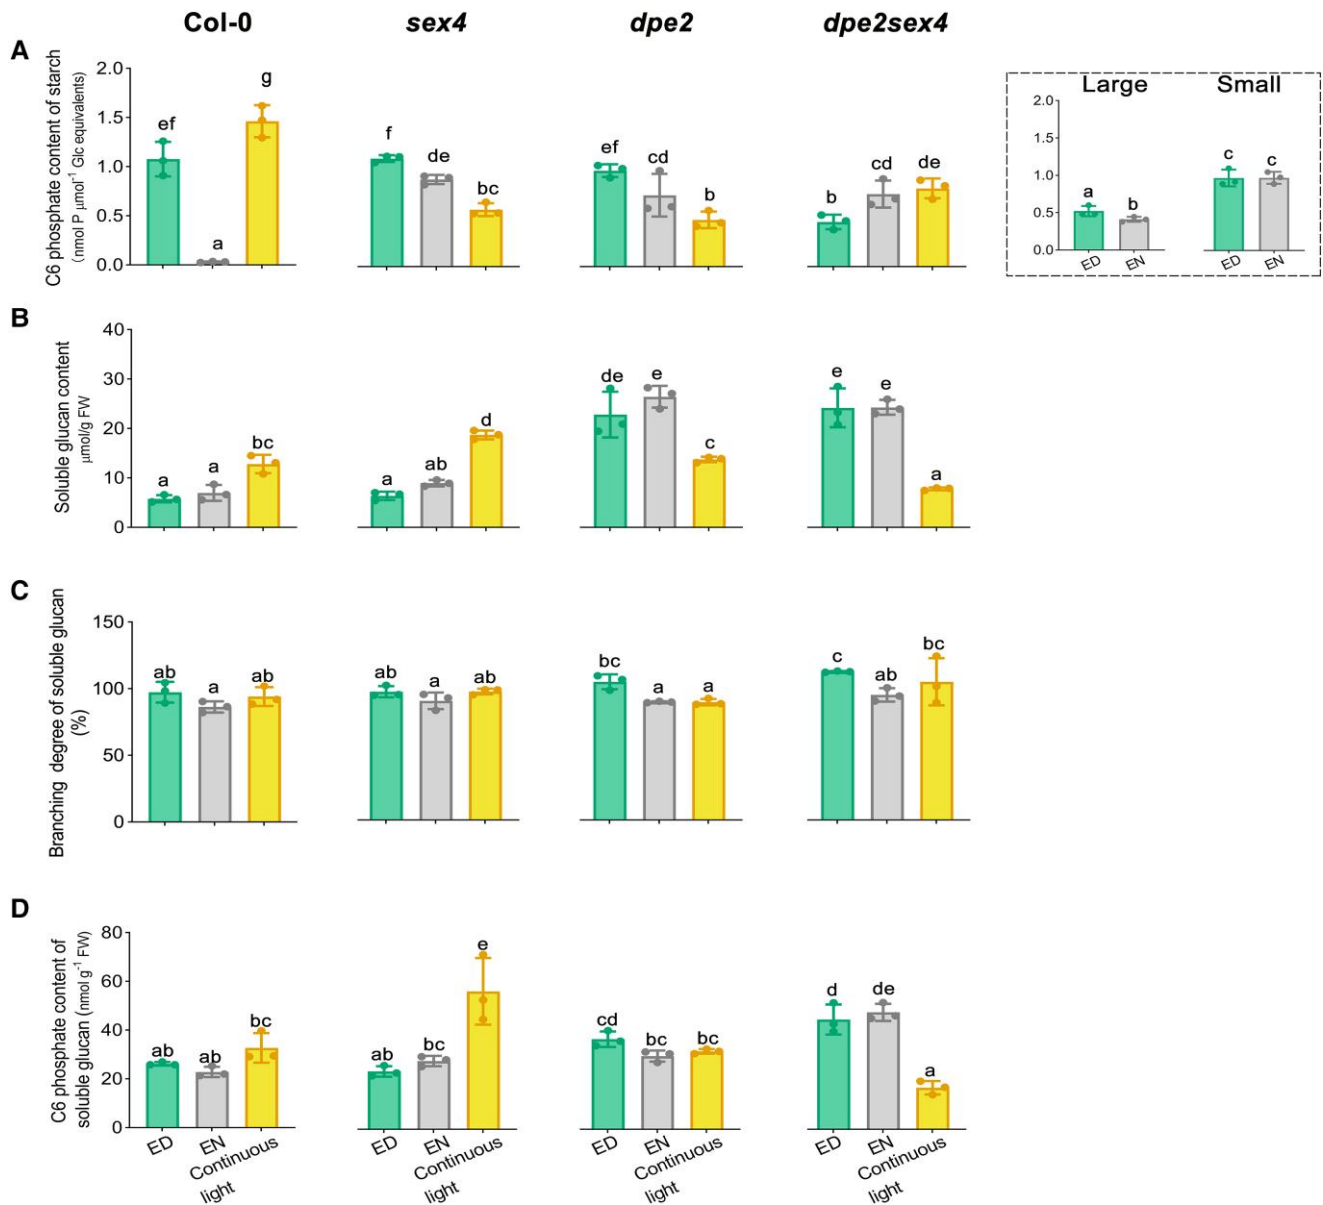 Col-0 sex4 dpe2 dpe2sex4
A
C6 phosphate content of starch
(nmol P μmol⁻¹ Glc equivalents)
2.0
1.5
1.0
0.5
0.0
ef a g
f de bc
ef cd b
b cd de
Large Small
2.0
1.5
1.0
0.5
0.0
a b c c
ED EN ED EN
B
Soluble glucan content
μmol/g FW
40
30
20
10
0
a a bc
a ab d
de e c
e e a
C
Branching degree of soluble glucan
(%)
150
100
50
0
ab a ab
ab a ab
bc a a
c ab bc
D
C6 phosphate content of
soluble glucan (nmol g⁻¹ FW)
80
60
40
20
0
ab ab bc
ab bc e
cd bc bc
d de a
ED EN Continuous
light
ED EN Continuous
light
ED EN Continuous
light
ED EN Continuous
light